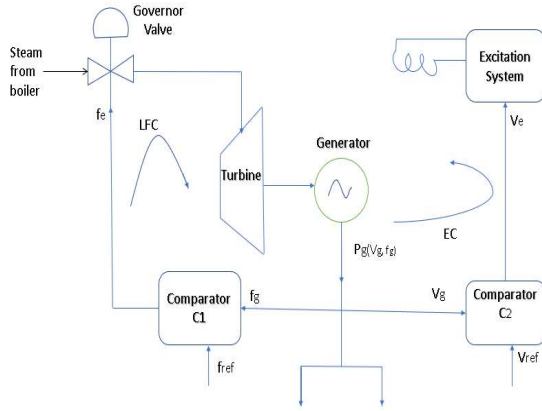 Governor
Valve
Steam
from
boiler
Excitation
System
fe
LFC
Ve
Generator
Turbine
EC
Pg(Vg, fg)
Comparator
C1
fg
Vg
Comparator
C2
fref
Vref